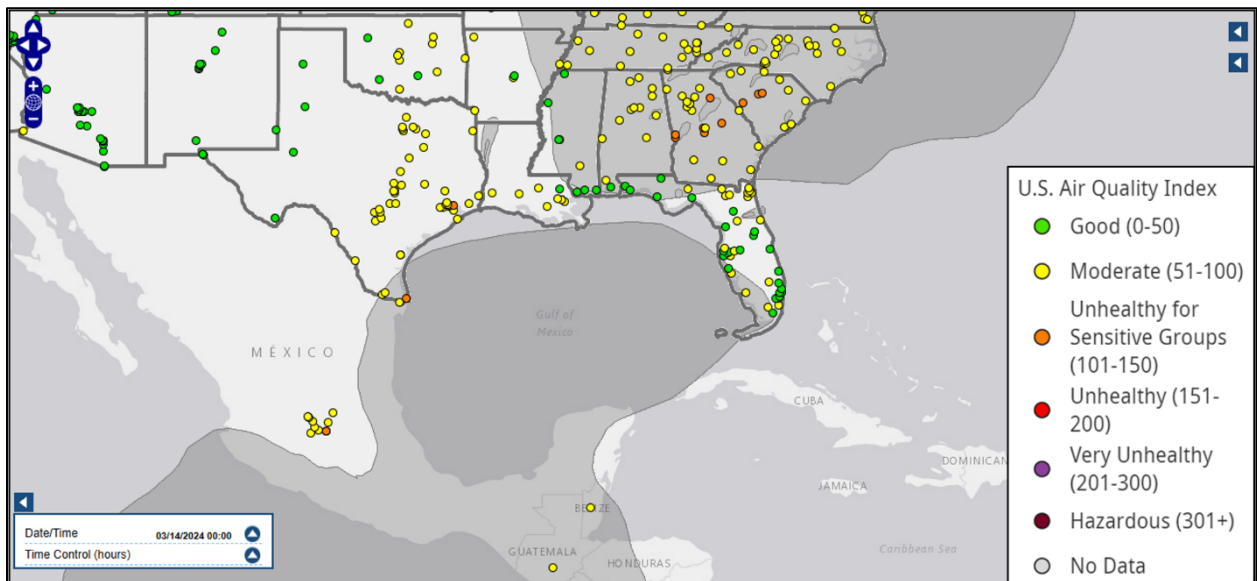 U.S. Air Quality Index
Good (0-50)
Moderate (51-100)
Unhealthy for
Sensitive Groups
(101-150)
Unhealthy (151-
200)
Very Unhealthy
(201-300)
Hazardous (301+)
No Data
Gulf of
Mexico
MÉXICO
CUBA
DOMINICAN
JAMAICA
BELIZE
GUATEMALA
HONDURAS
Caribbean Sea
Date/Time 03/14/2024 00:00
Time Control (hours)